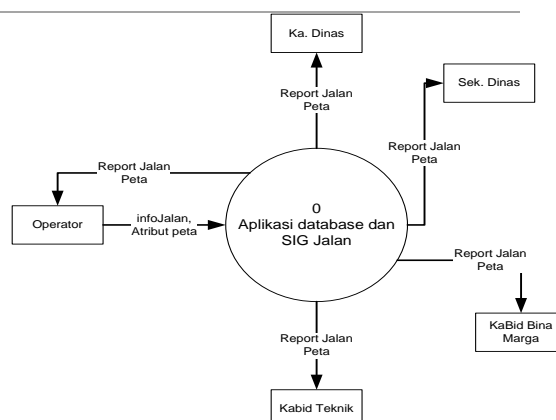 Ka. Dinas
Report Jalan
Peta
Sek. Dinas
Report Jalan
Peta
Report Jalan
Peta
Operator
infoJalan,
Atribut peta
0
Aplikasi database dan
SIG Jalan
Report Jalan
Peta
KaBid Bina
Marga
Report Jalan
Peta
Kabid Teknik